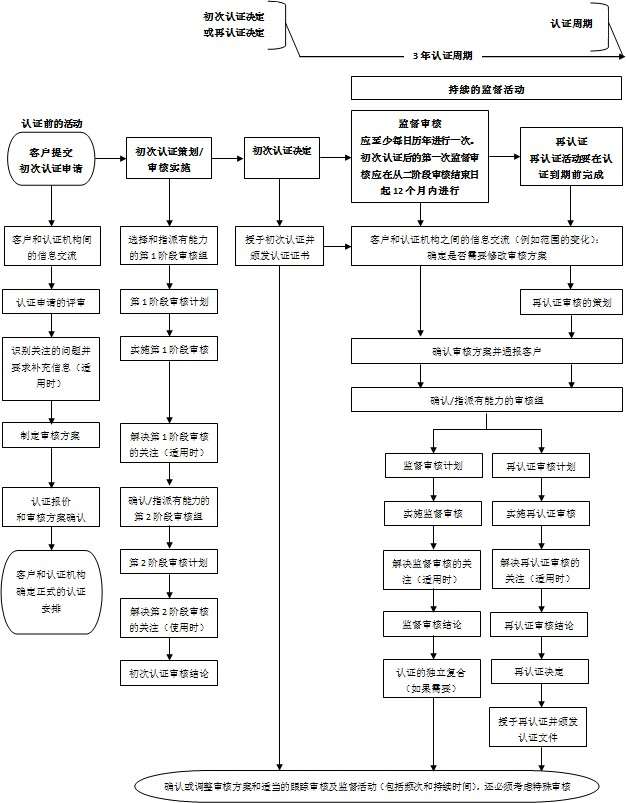 初次认证决定
或再认证决定
认证周期
3年认证周期
持续的监督活动
认证前的活动
客户提交
初次认证申请
初次认证策划/
审核实施
初次认证决定
监督审核
应至少每日历年进行一次。
初次认证后的第一次监督审
核应在从二阶段审核结束日
起12个月内进行
再认证
再认证活动要在认
证到期前完成
客户和认证机构间
的信息交流
认证申请的评审
识别关注的问题并
要求补充信息（适
用时）
制定审核方案
认证报价
和审核方案确认
客户和认证机构
确定正式的认证
安排
选择和指派有能力
的第1阶段审核组
第1阶段审核计划
实施第1阶段审核
解决第1阶段审核
的关注（适用时）
确认/指派有能力的
第2阶段审核组
第2阶段审核计划
解决第2阶段审核
的关注（使用时）
初次认证审核结论
授予初次认证并
颁发认证证书
客户和认证机构之间的信息交流（例如范围的变化）：
确定是否需要修改审核方案
再认证审核的策划
确认审核方案并通报客户
确认/指派有能力的审核组
监督审核计划
实施监督审核
解决监督审核的关
注（适用时）
监督审核结论
认证的独立复合
（如果需要）
再认证审核计划
实施再认证审核
解决再认证审核的
关注（适用时）
再认证审核结论
再认证决定
授予再认证并颁发
认证文件
确认或调整审核方案和适当的跟踪审核及监督活动（包括频次和持续时间），还必须考虑特殊审核